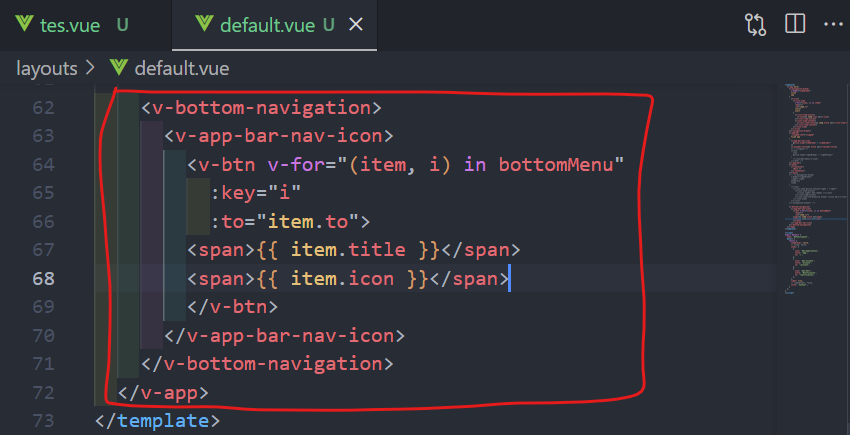 tes.vue U default.vue U
layouts > default.vue
62 <v-bottom-navigation>
63 <v-app-bar-nav-icon>
64 <v-btn v-for="(item, i) in bottomMenu"
65 :key="i"
66 :to="item.to">
67 <span>{{ item.title }}</span>
68 <span>{{ item.icon }}</span>
69 </v-btn>
70 </v-app-bar-nav-icon>
71 </v-bottom-navigation>
72 </v-app>
73 </template>